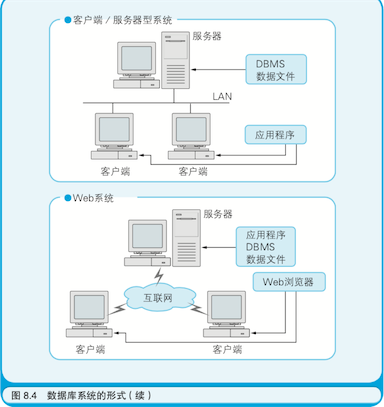 ●客户端 / 服务器型系统
服务器
DBMS
数据文件
LAN
应用程序
客户端
客户端
●Web系统
服务器
应用程序
DBMS
数据文件
Web浏览器
互联网
客户端
客户端
图 8.4 数据库系统的形式（续）